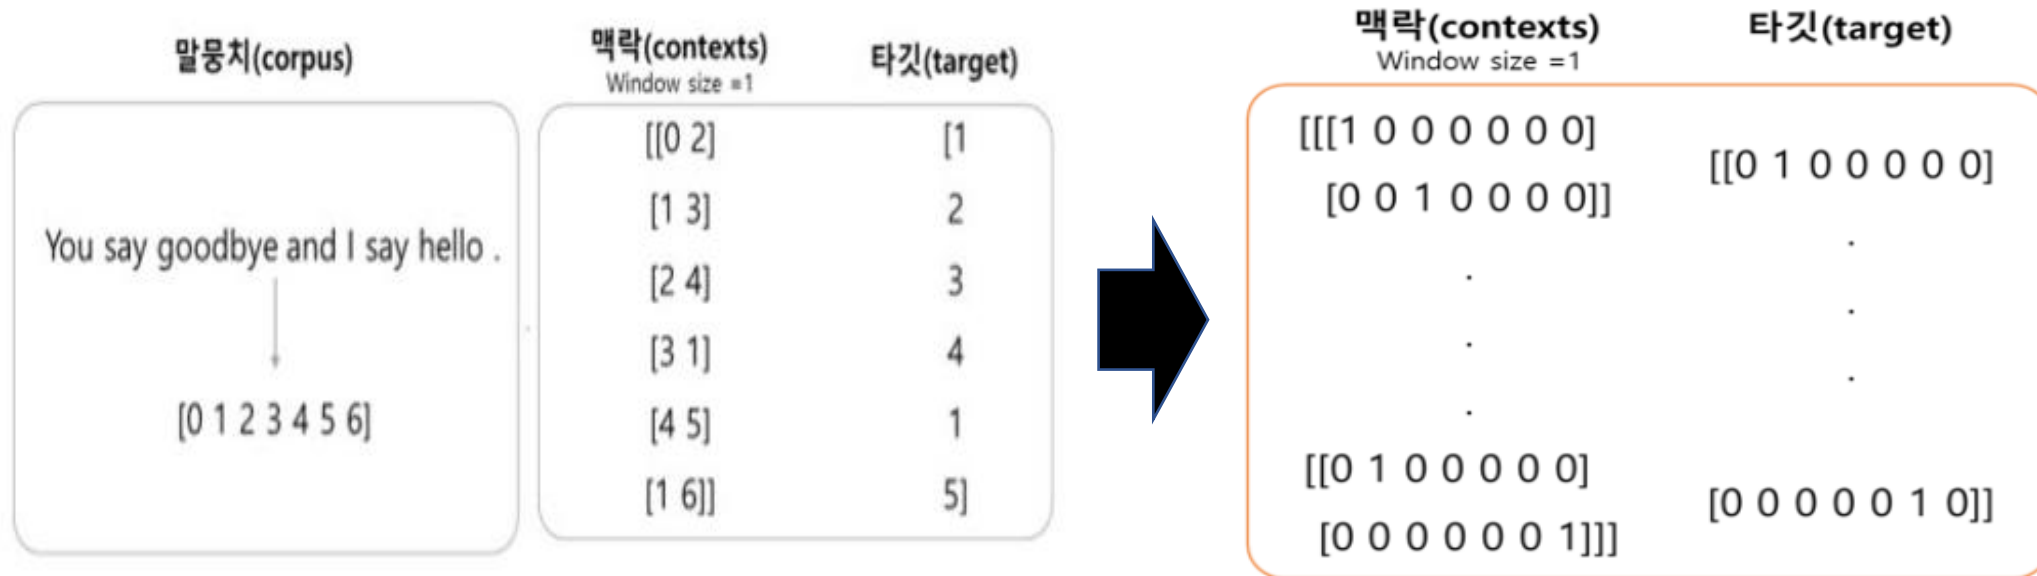 말뭉치(corpus)
You say goodbye and I say hello .
[0 1 2 3 4 5 6]
맥락(contexts)
Window size =1
타깃(target)
[[0 2]
[1
[1 3]
2
[2 4]
3
[3 1]
4
[4 5]
1
[1 6]]
5]
맥락(contexts)
Window size =1
타깃(target)
[[[1 0 0 0 0 0 0]
[0 0 1 0 0 0 0]]
[[0 1 0 0 0 0 0]
.
.
.
.
.
.
[[0 1 0 0 0 0 0]
[0 0 0 0 0 0 1]]]
[0 0 0 0 0 1 0]]